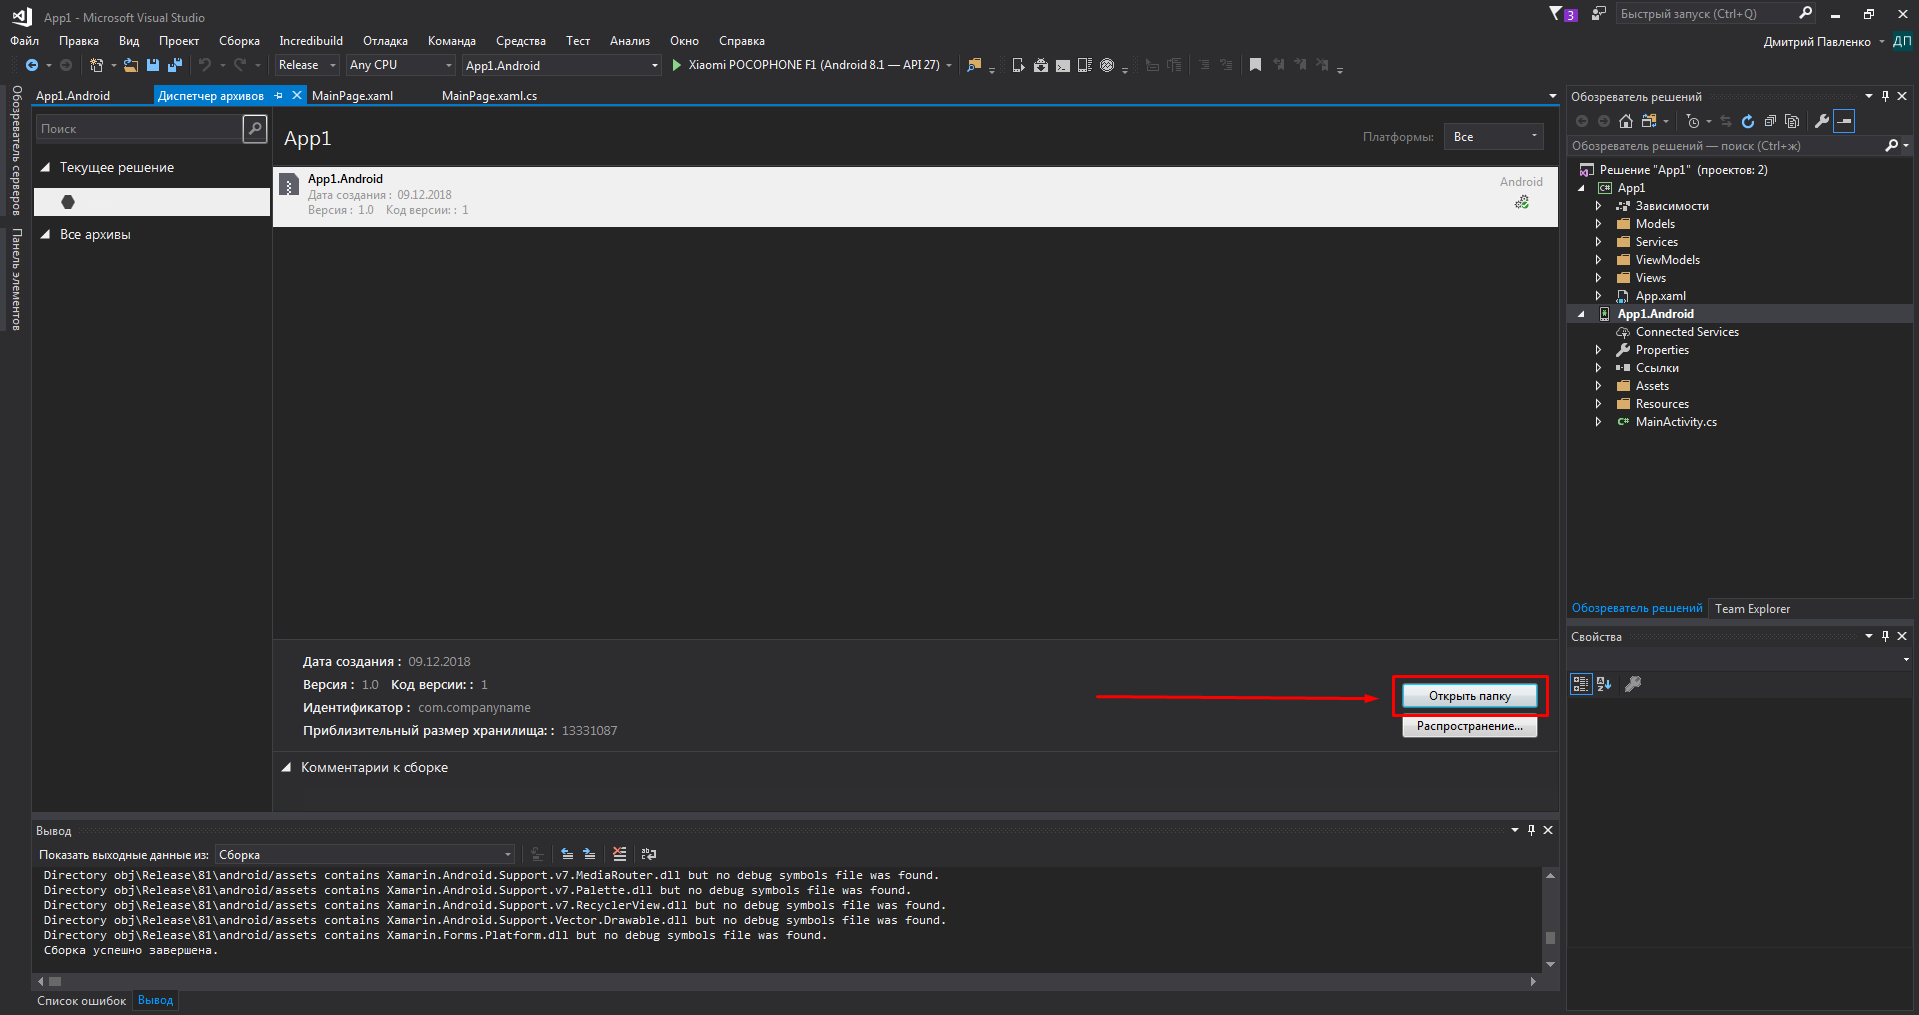 App1 - Microsoft Visual Studio
3
Быстрый запуск (Ctrl+Q)
Файл Правка Вид Проект Сборка Incredibuild Отладка Команда Средства Тест Анализ Окно Справка
Дмитрий Павленко ДП
Release Any CPU App1.Android Xiaomi POCOPHONE F1 (Android 8.1 — API 27)
Обозреватель серверов
Панель элементов
App1.Android Диспетчер архивов MainPage.xaml MainPage.xaml.cs
Поиск
Текущее решение
Все архивы
App1
Платформы: Все
App1.Android
Дата создания : 09.12.2018
Версия : 1.0 Код версии: : 1
Android
Дата создания : 09.12.2018
Версия : 1.0 Код версии: : 1
Идентификатор : com.companyname
Приблизительный размер хранилища: : 13331087
Открыть папку
Распространение...
Комментарии к сборке
Вывод
Показать выходные данные из: Сборка
Directory obj\Release\81\android/assets contains Xamarin.Android.Support.v7.MediaRouter.dll but no debug symbols file was found.
Directory obj\Release\81\android/assets contains Xamarin.Android.Support.v7.Palette.dll but no debug symbols file was found.
Directory obj\Release\81\android/assets contains Xamarin.Android.Support.v7.RecyclerView.dll but no debug symbols file was found.
Directory obj\Release\81\android/assets contains Xamarin.Android.Support.Vector.Drawable.dll but no debug symbols file was found.
Directory obj\Release\81\android/assets contains Xamarin.Forms.Platform.dll but no debug symbols file was found.
Сборка успешно завершена.
Список ошибок Вывод
Обозреватель решений
Обозреватель решений — поиск (Ctrl+ж)
Решение "App1" (проектов: 2)
C# App1
Зависимости
Models
Services
ViewModels
Views
App.xaml
App1.Android
Connected Services
Properties
Ссылки
Assets
Resources
C# MainActivity.cs
Обозреватель решений Team Explorer
Свойства